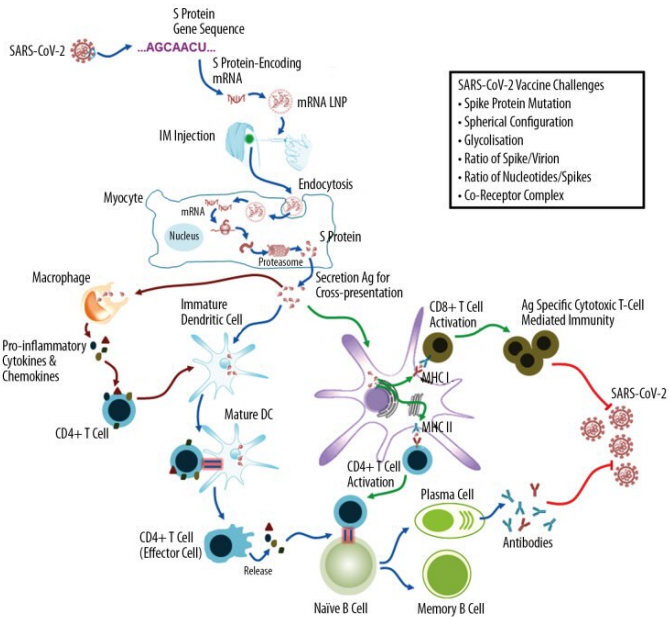 S Protein
Gene Sequence
SARS-CoV-2
...AGCAACU...
S Protein-Encoding
mRNA
mRNA LNP
IM Injection
Endocytosis
Myocyte
mRNA
Nucleus
S Protein
Proteasome
SARS-CoV-2 Vaccine Challenges
• Spike Protein Mutation
• Spherical Configuration
• Glycolisation
• Ratio of Spike/Virion
• Ratio of Nucleotides/Spikes
• Co-Receptor Complex
Macrophage
Immature
Dendritic Cell
Secretion Ag for
Cross-presentation
CD8+ T Cell
Activation
Ag Specific Cytotoxic T-Cell
Mediated Immunity
Pro-inflammatory
Cytokines &
Chemokines
MHC I
SARS-CoV-2
CD4+ T Cell
Mature DC
MHC II
CD4+ T Cell
Activation
Plasma Cell
CD4+ T Cell
(Effector Cell)
Release
Antibodies
Naïve B Cell
Memory B Cell